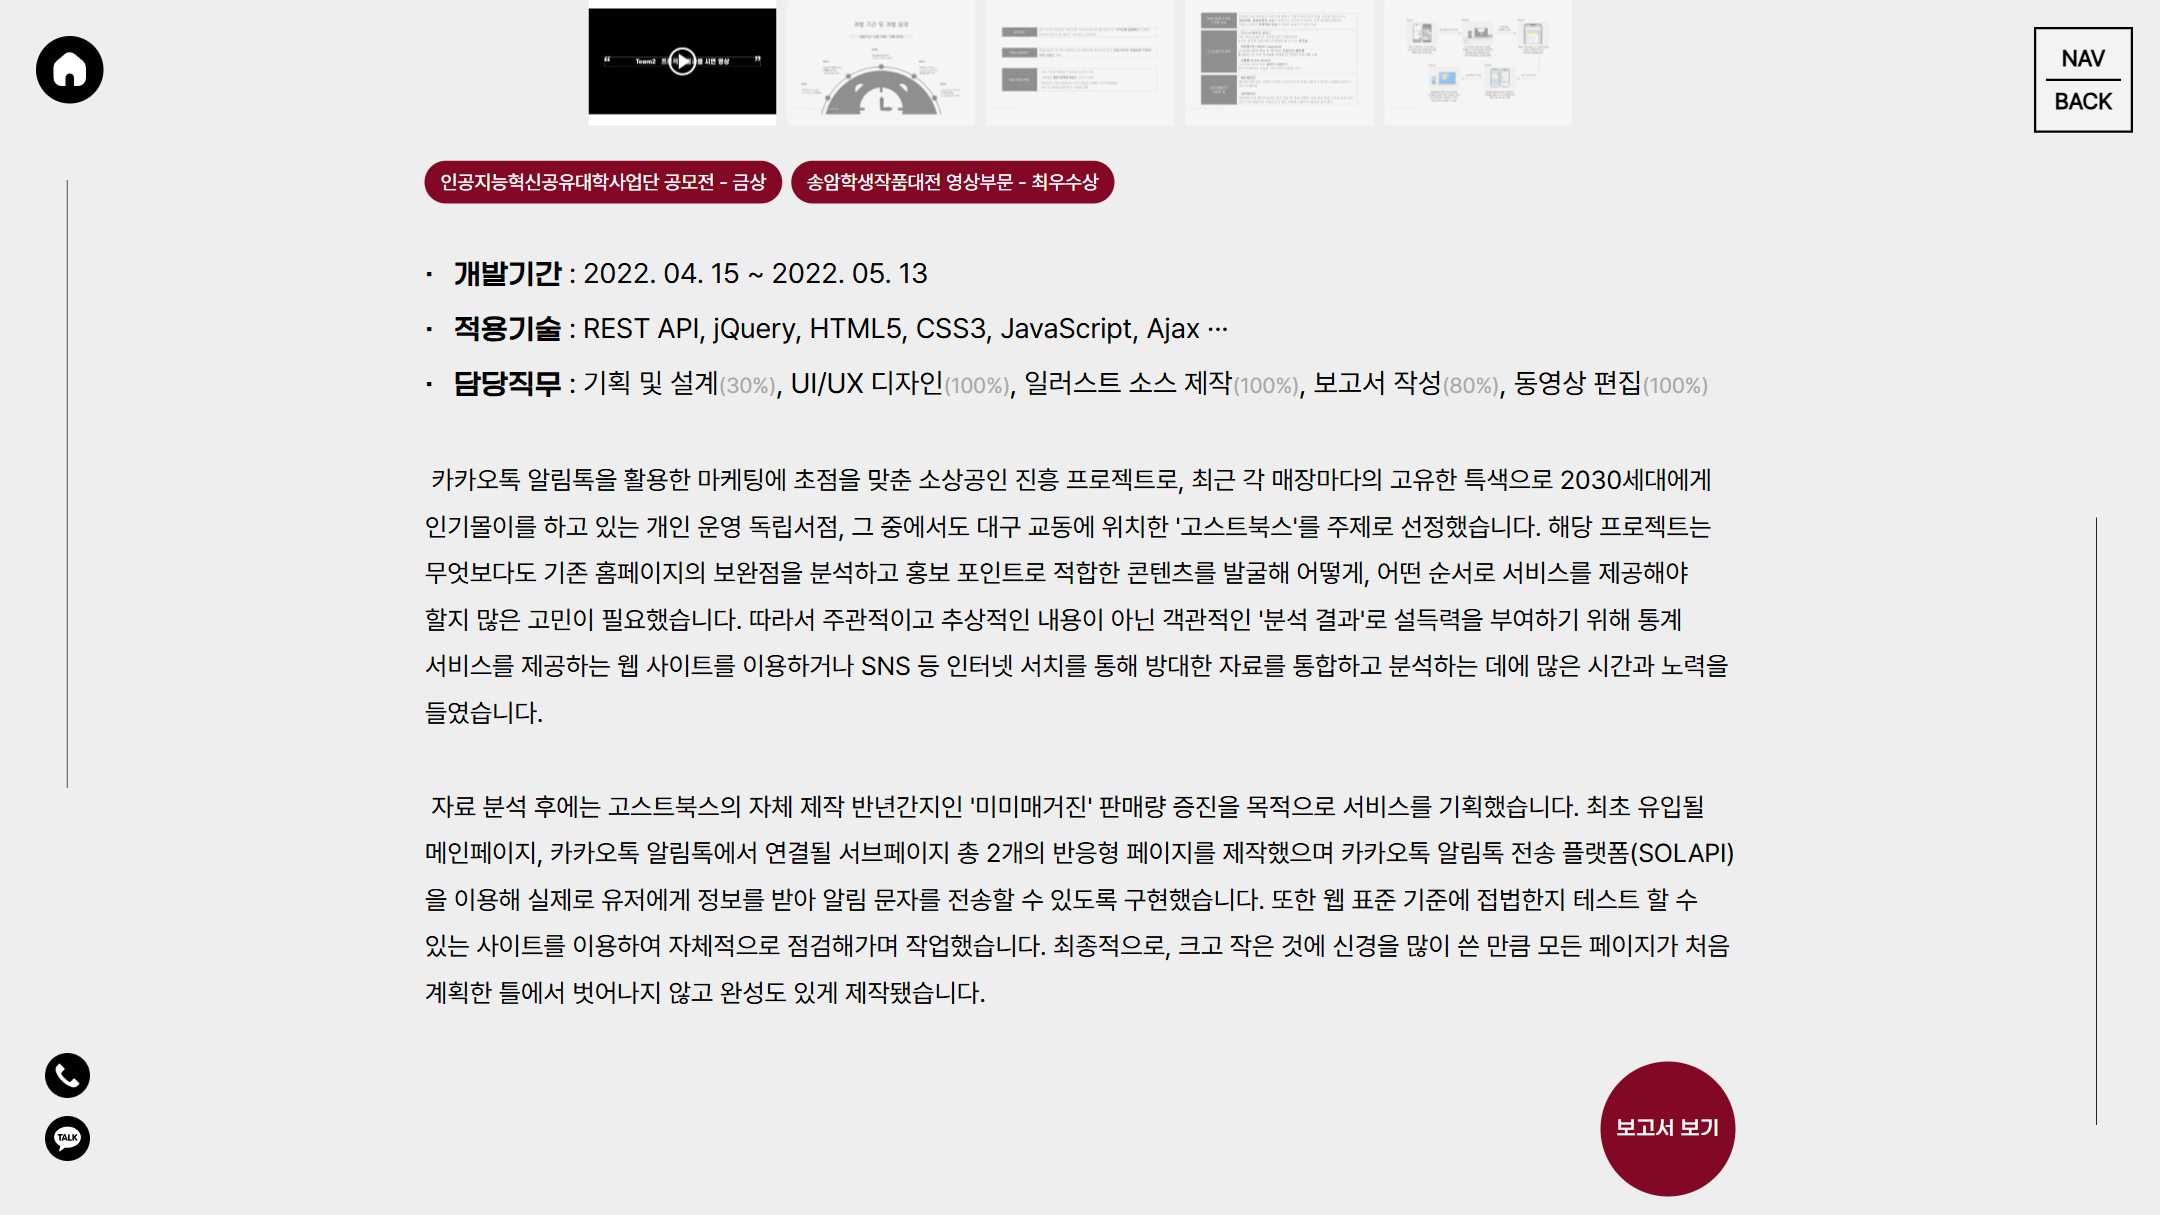 NAV
BACK
Team2
개발 기간 및 개발 일정
인공지능혁신공유대학사업단 공모전 - 금상
송암학생작품대전 영상부문 - 최우수상
· 개발기간 : 2022. 04. 15 ~ 2022. 05. 13
· 적용기술 : REST API, jQuery, HTML5, CSS3, JavaScript, Ajax ···
· 담당직무 : 기획 및 설계(30%), UI/UX 디자인(100%), 일러스트 소스 제작(100%), 보고서 작성(80%), 동영상 편집(100%)
카카오톡 알림톡을 활용한 마케팅에 초점을 맞춘 소상공인 진흥 프로젝트로, 최근 각 매장마다의 고유한 특색으로 2030세대에게
인기몰이를 하고 있는 개인 운영 독립서점, 그 중에서도 대구 교동에 위치한 '고스트북스'를 주제로 선정했습니다. 해당 프로젝트는
무엇보다도 기존 홈페이지의 보완점을 분석하고 홍보 포인트로 적합한 콘텐츠를 발굴해 어떻게, 어떤 순서로 서비스를 제공해야
할지 많은 고민이 필요했습니다. 따라서 주관적이고 추상적인 내용이 아닌 객관적인 '분석 결과'로 설득력을 부여하기 위해 통계
서비스를 제공하는 웹 사이트를 이용하거나 SNS 등 인터넷 서치를 통해 방대한 자료를 통합하고 분석하는 데에 많은 시간과 노력을
들였습니다.
자료 분석 후에는 고스트북스의 자체 제작 반년간지인 '미미매거진' 판매량 증진을 목적으로 서비스를 기획했습니다. 최초 유입될
메인페이지, 카카오톡 알림톡에서 연결될 서브페이지 총 2개의 반응형 페이지를 제작했으며 카카오톡 알림톡 전송 플랫폼(SOLAPI)
을 이용해 실제로 유저에게 정보를 받아 알림 문자를 전송할 수 있도록 구현했습니다. 또한 웹 표준 기준에 접법한지 테스트 할 수
있는 사이트를 이용하여 자체적으로 점검해가며 작업했습니다. 최종적으로, 크고 작은 것에 신경을 많이 쓴 만큼 모든 페이지가 처음
계획한 틀에서 벗어나지 않고 완성도 있게 제작됐습니다.
TALK
보고서 보기